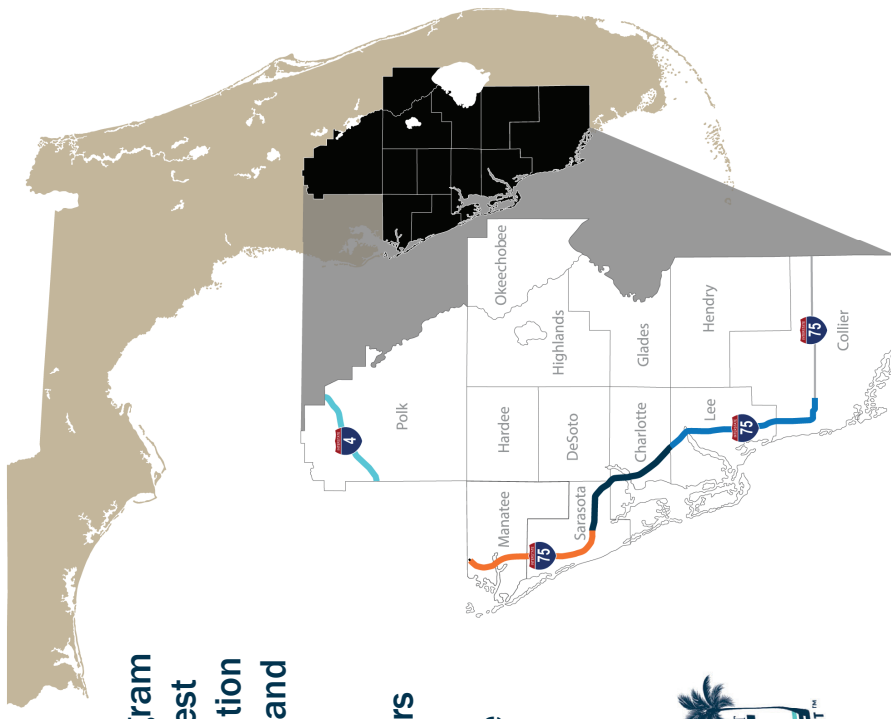 gram
est
tion
and
rs
e
Okeechobee
Polk
Highlands
Hardee
Glades
Hendry
DeSoto
Manatee
Sarasota
Charlotte
Lee
Collier
4
75
75
75
T™